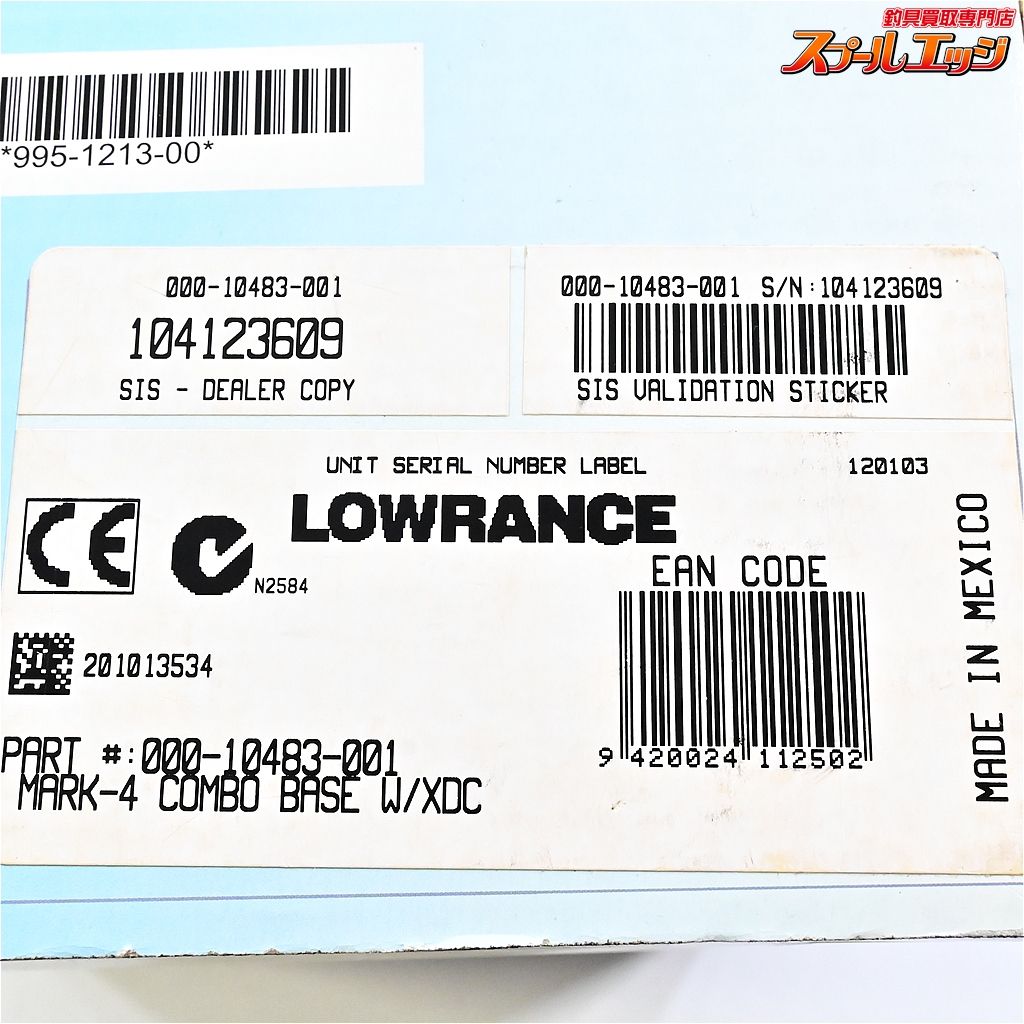 釣具買取専門店
スプールエッジ
*995-1213-00*
000-10483-001
104123609
SIS - DEALER COPY
000-10483-001 S/N:104123609
SIS VALIDATION STICKER
UNIT SERIAL NUMBER LABEL
120103
LOWRANCE
CE
N2584
EAN CODE
9 420024 112502
MADE IN MEXICO
201013534
PART #:000-10483-001
MARK-4 COMBO BASE W/XDC